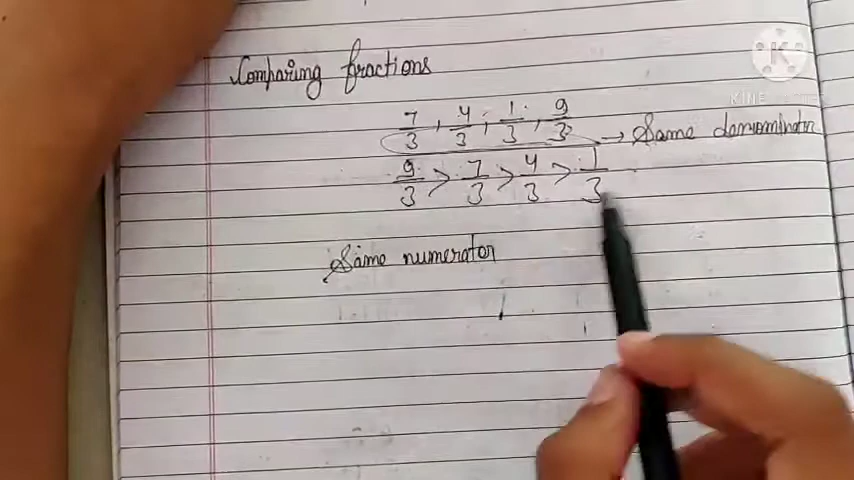 Comparing fractions
7/3, 4/3, 1/3, 9/3 → Same denominator
9/3 > 7/3 > 4/3 > 1/3
Same numerator
K
KINE